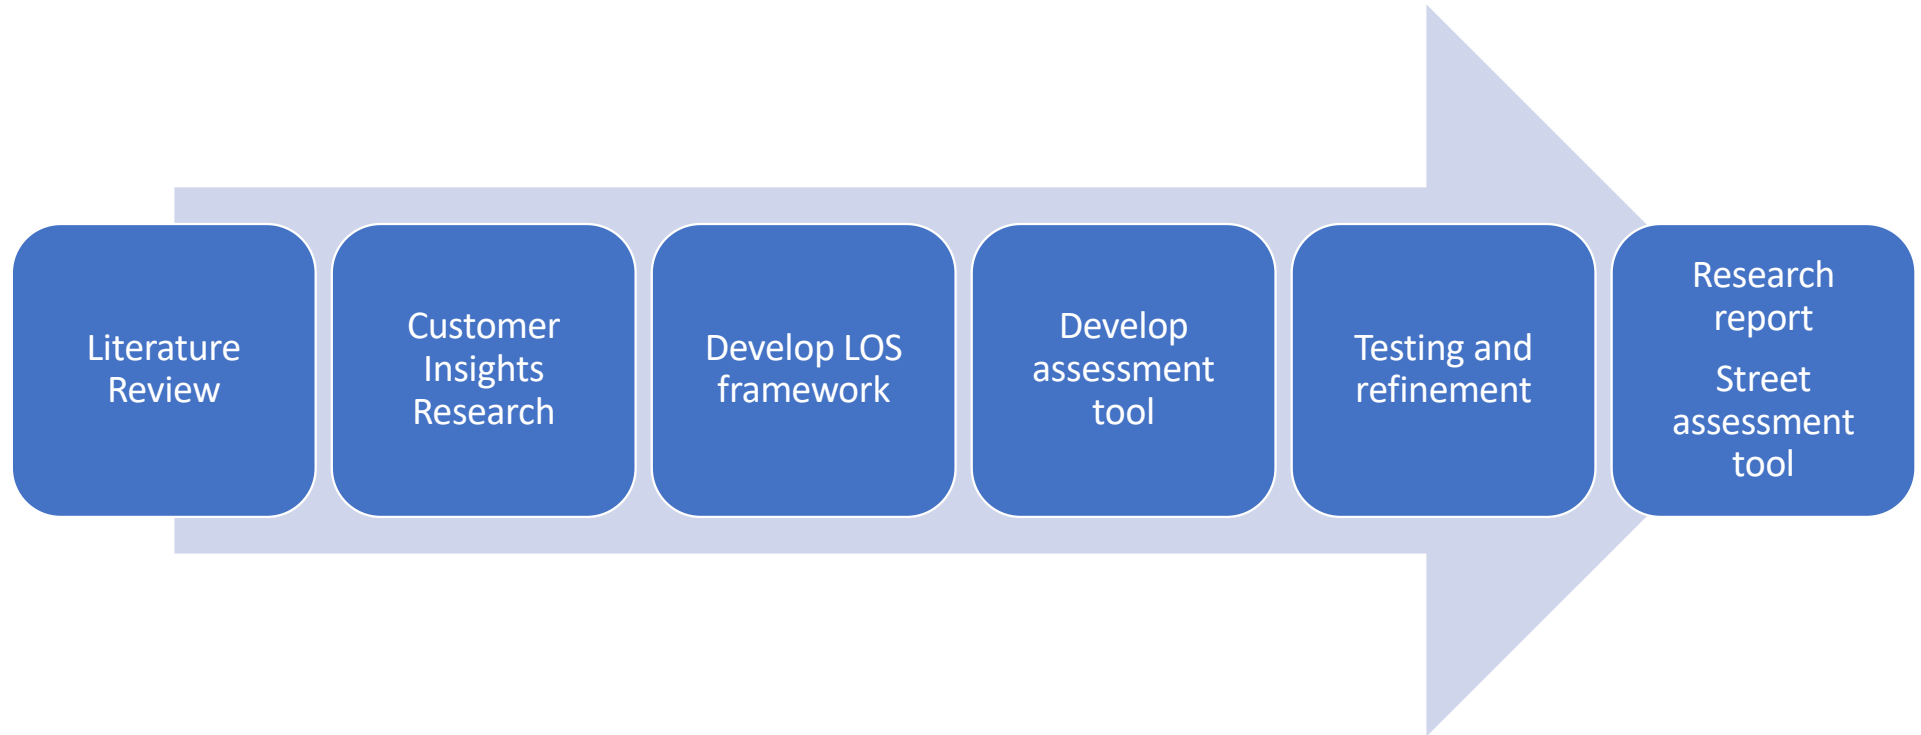 Literature
Review
Customer
Insights
Research
Develop LOS
framework
Develop
assessment
tool
Testing and
refinement
Research
report
Street
assessment
tool